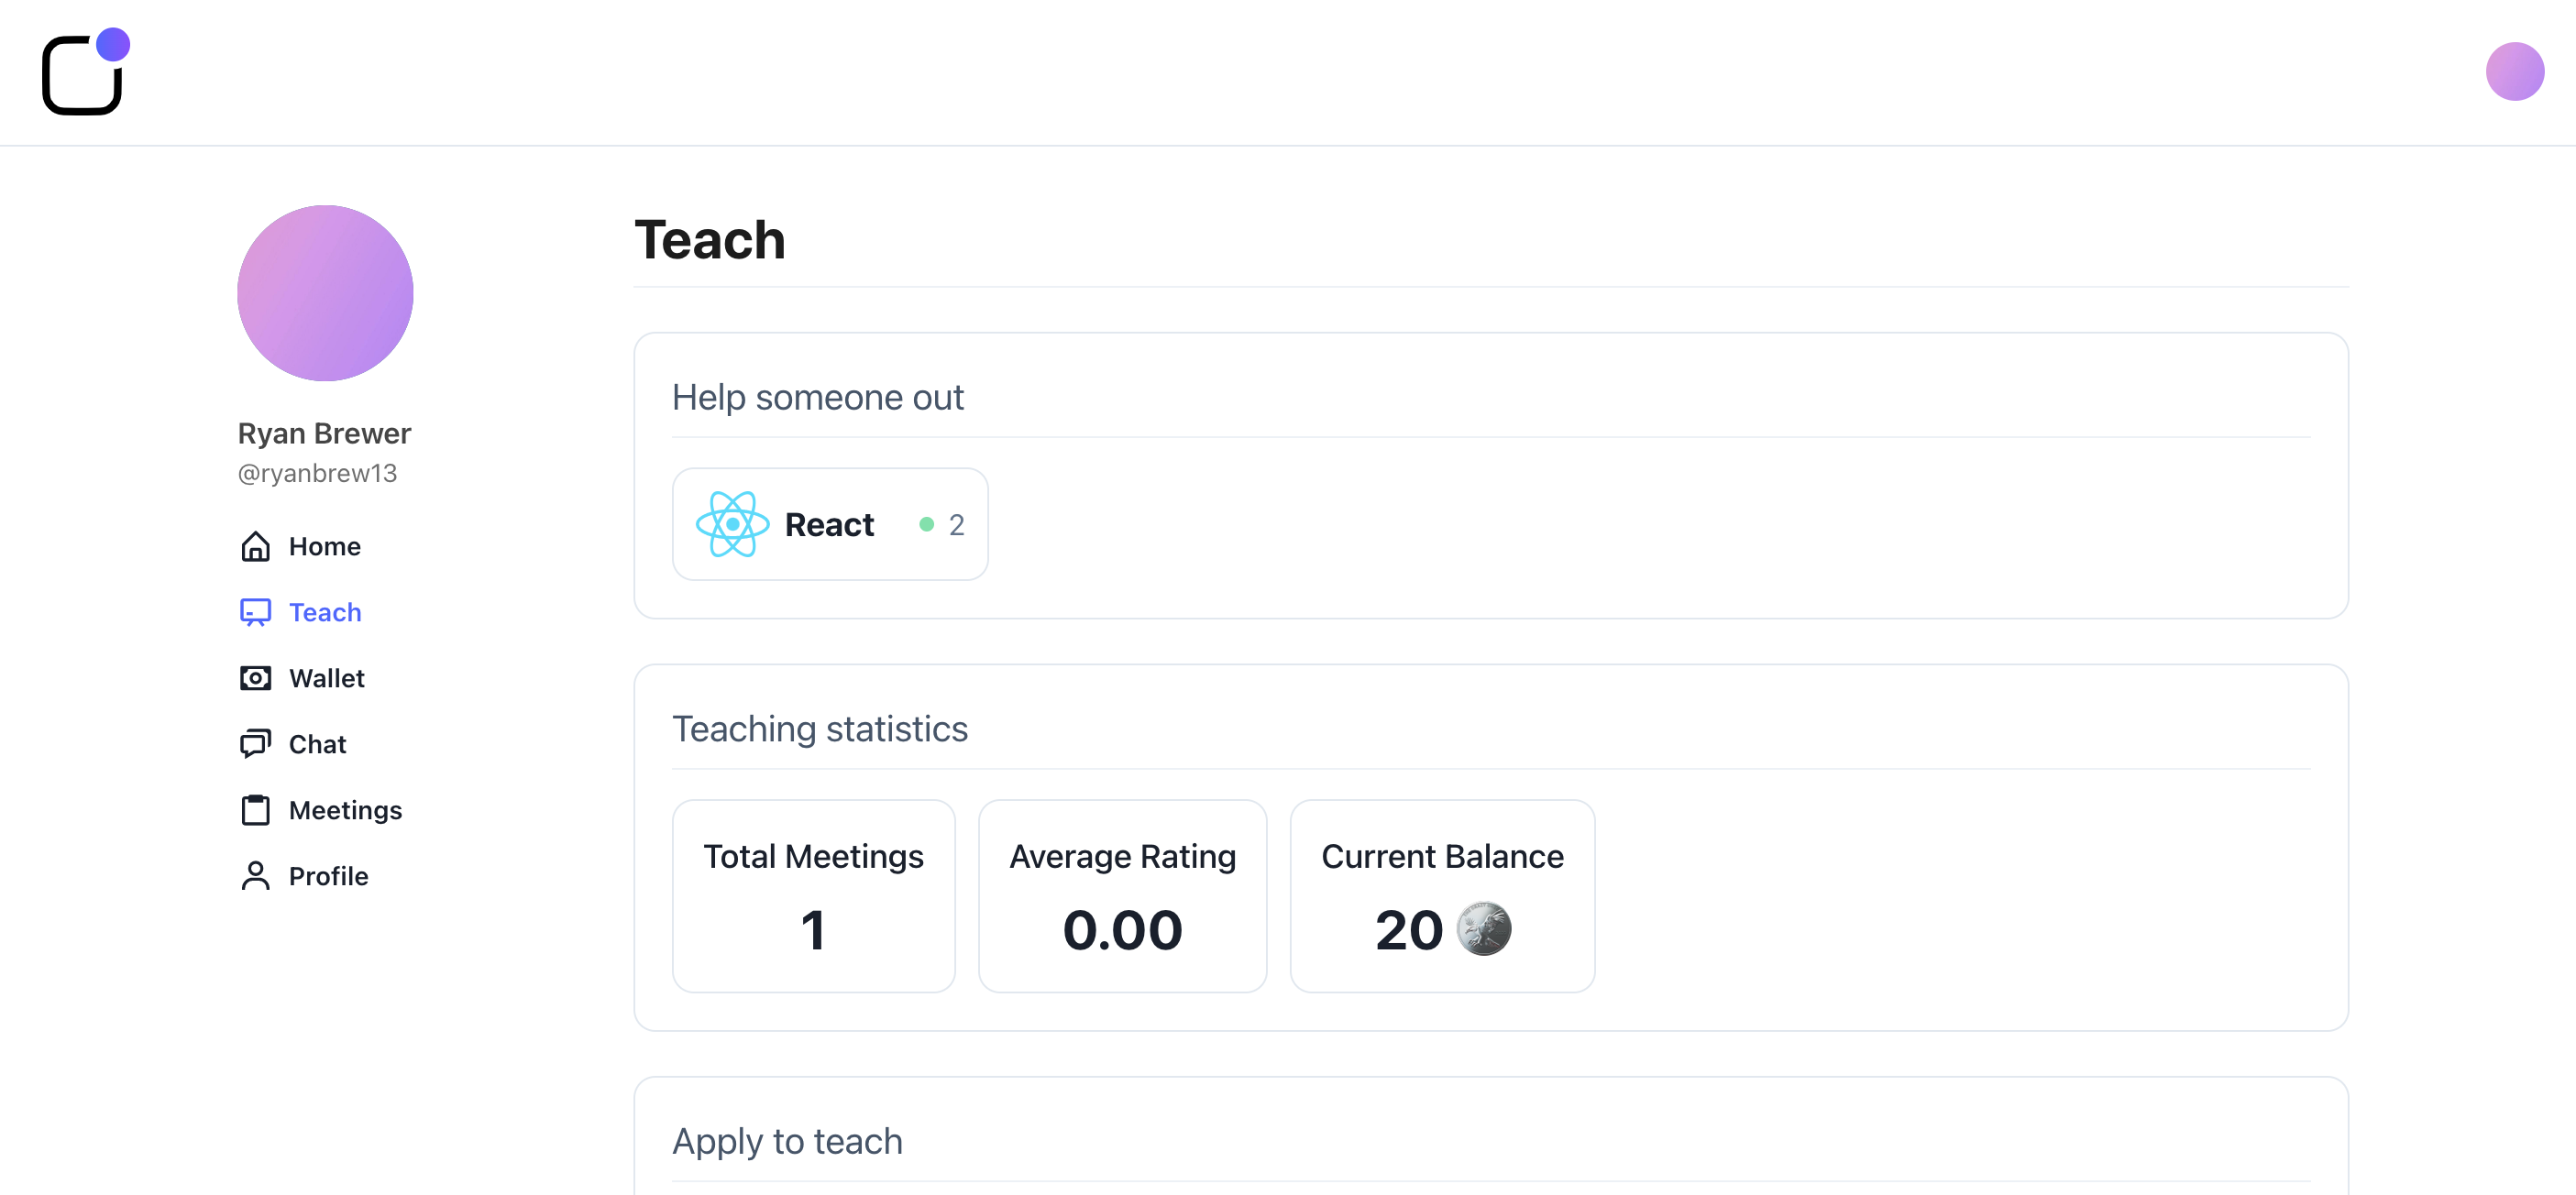 Ryan Brewer
@ryanbrew13
Home
Teach
Wallet
Chat
Meetings
Profile
Teach
Help someone out
React 2
Teaching statistics
Total Meetings
1
Average Rating
0.00
Current Balance
20
Apply to teach